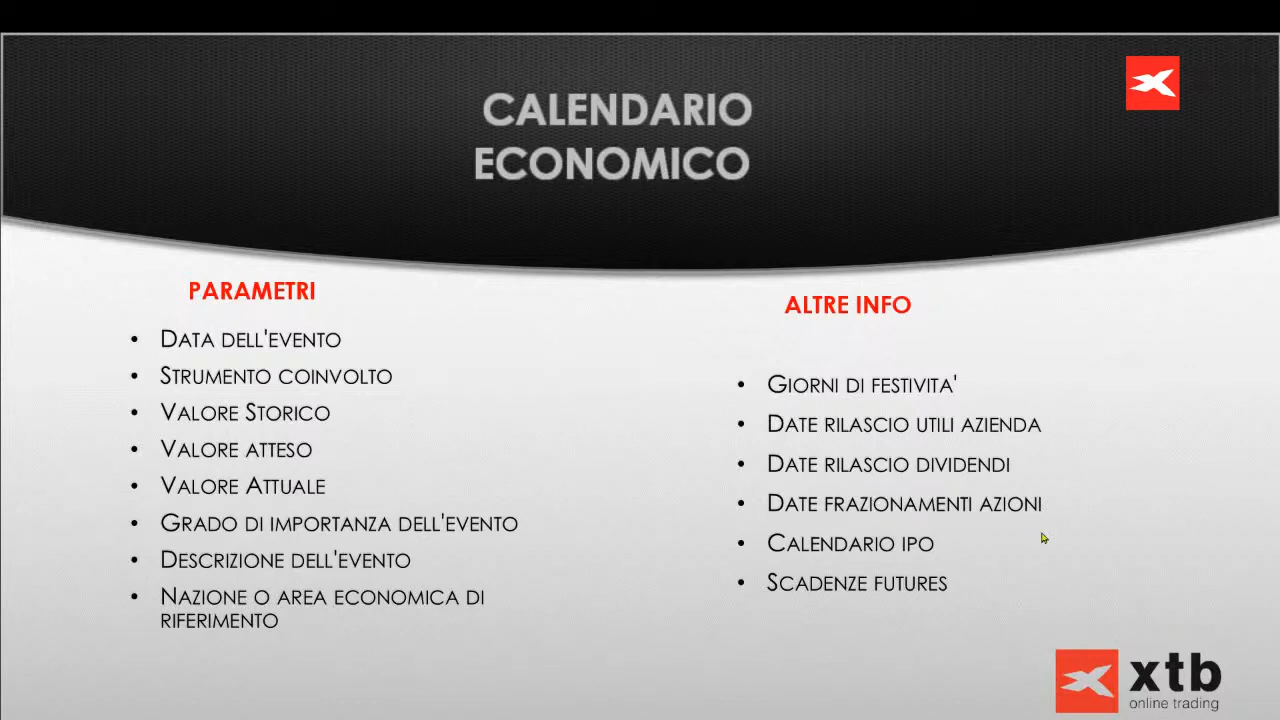 CALENDARIO
ECONOMICO
PARAMETRI
• DATA DELL'EVENTO
• STRUMENTO COINVOLTO
• VALORE STORICO
• VALORE ATTESO
• VALORE ATTUALE
• GRADO DI IMPORTANZA DELL'EVENTO
• DESCRIZIONE DELL'EVENTO
• NAZIONE O AREA ECONOMICA DI
RIFERIMENTO
ALTRE INFO
• GIORNI DI FESTIVITA'
• DATE RILASCIO UTILI AZIENDA
• DATE RILASCIO DIVIDENDI
• DATE FRAZIONAMENTI AZIONI
• CALENDARIO IPO
• SCADENZE FUTURES
xtb
online trading